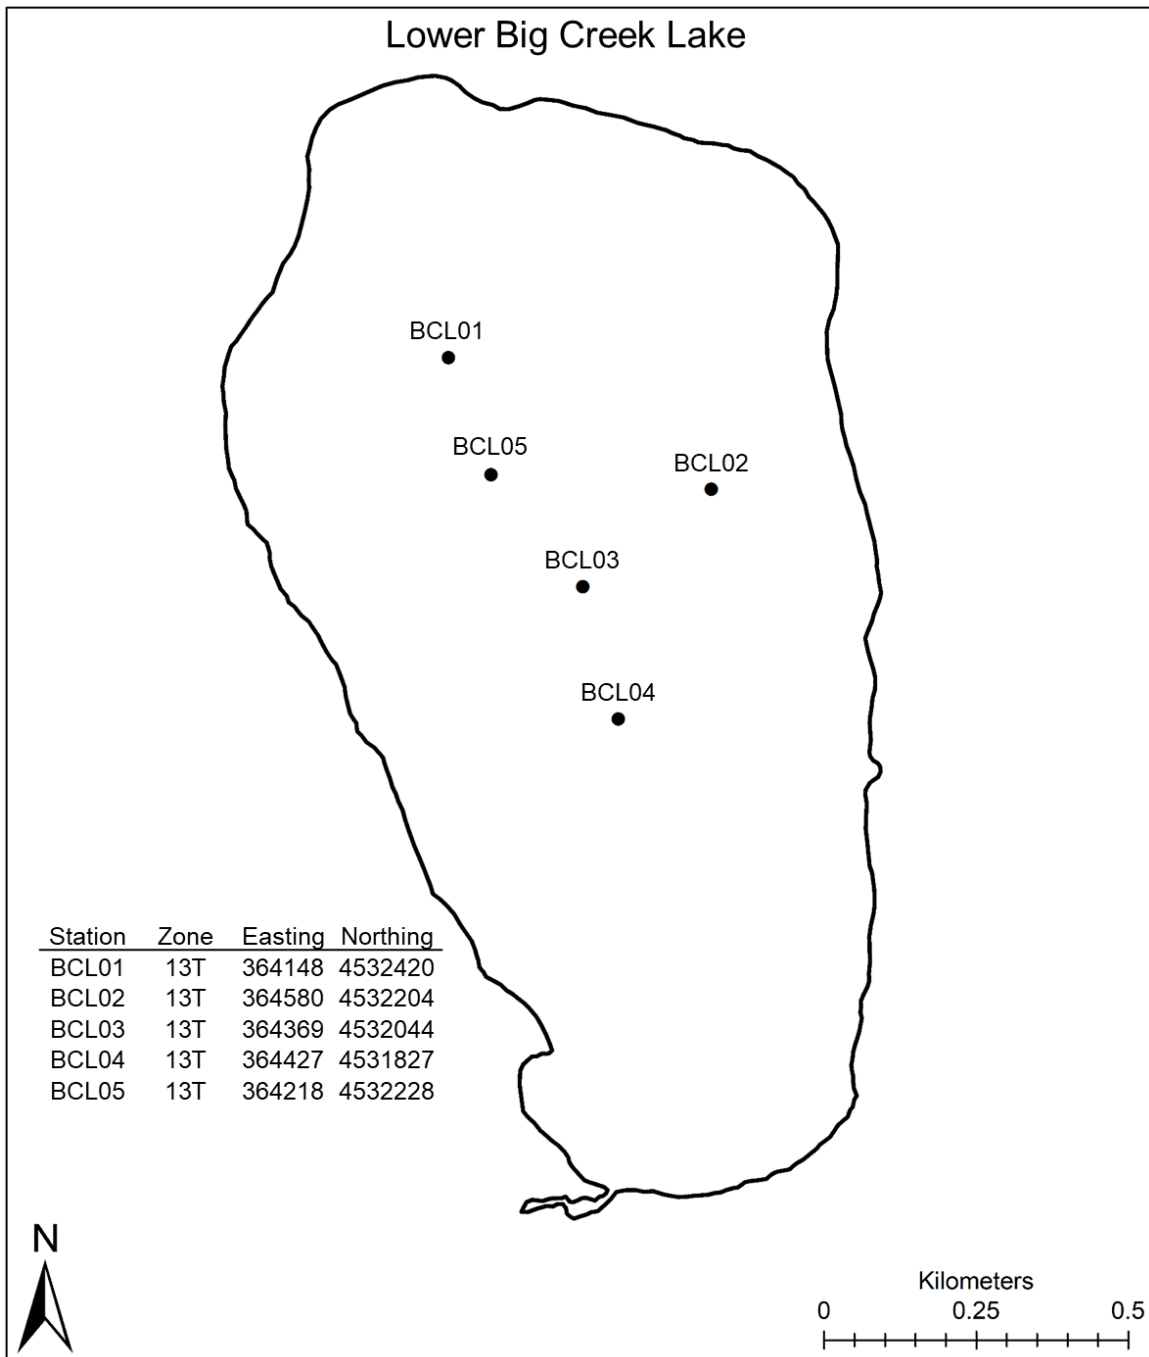 Lower Big Creek Lake
BCL01
BCL05
BCL02
BCL03
BCL04
Station Zone Easting Northing
BCL01 13T 364148 4532420
BCL02 13T 364580 4532204
BCL03 13T 364369 4532044
BCL04 13T 364427 4531827
BCL05 13T 364218 4532228
N
Kilometers
0 0.25 0.5